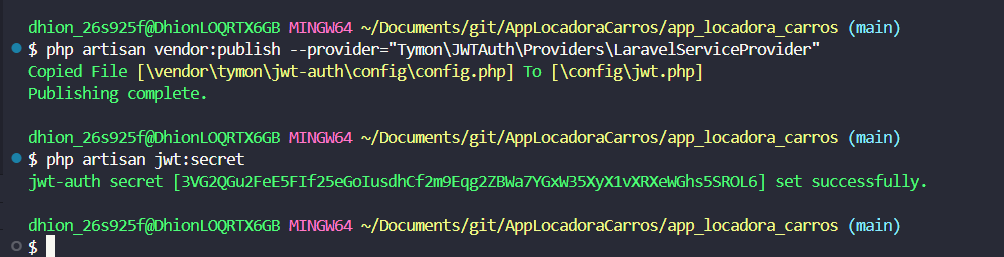 dhion_26s925f@DhionLOQRTX6GB MINGW64 ~/Documents/git/AppLocadoraCarros/app_locadora_carros (main)
$ php artisan vendor:publish --provider="Tymon\JWTAuth\Providers\LaravelServiceProvider"
Copied File [\vendor\tymon\jwt-auth\config\config.php] To [\config\jwt.php]
Publishing complete.
dhion_26s925f@DhionLOQRTX6GB MINGW64 ~/Documents/git/AppLocadoraCarros/app_locadora_carros (main)
$ php artisan jwt:secret
jwt-auth secret [3VG2QGu2FeE5FIf25eGoIusdhCf2m9Eqg2ZBWa7YGxW35XyX1vXRXeWGhs5SROL6] set successfully.
dhion_26s925f@DhionLOQRTX6GB MINGW64 ~/Documents/git/AppLocadoraCarros/app_locadora_carros (main)
$